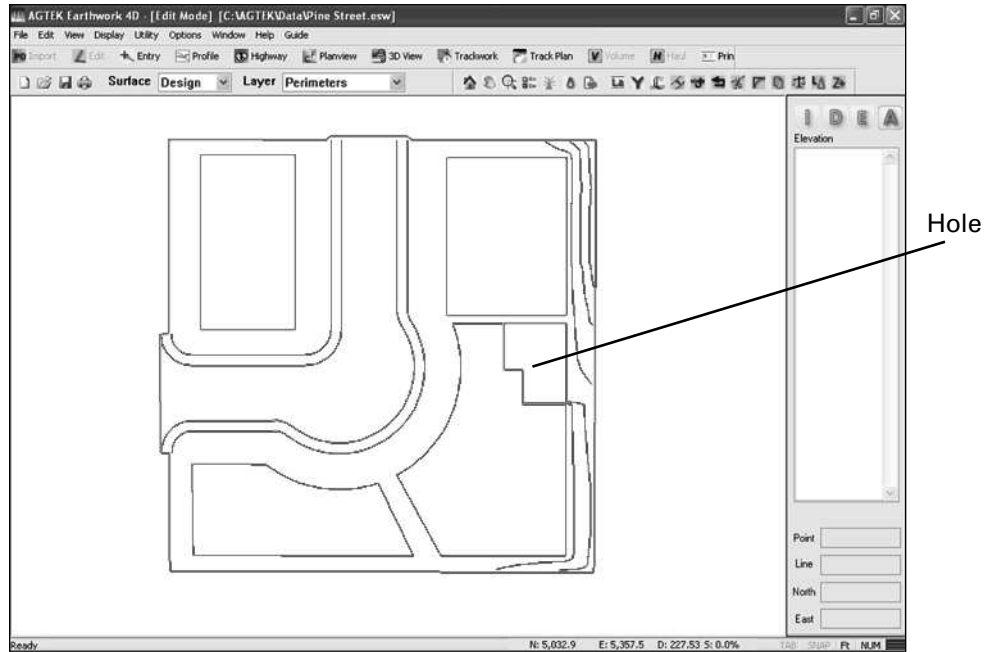 AGTEK Earthwork 4D - [Edit Mode] [C:\AGTEK\Data\Pine Street.esw]
File Edit View Display Utility Options Window Help Guide
Import Edit Entry Profile Highway Planview 3D View Trackwork Track Plan Volume Haul Prin
Surface Design Layer Perimeters
I D E A
Elevation
Hole
Point
Line
North
East
Ready N: 5,032.9 E: 5,357.5 D: 227.53 S: 0.0% TAB SNAP Ft NUM